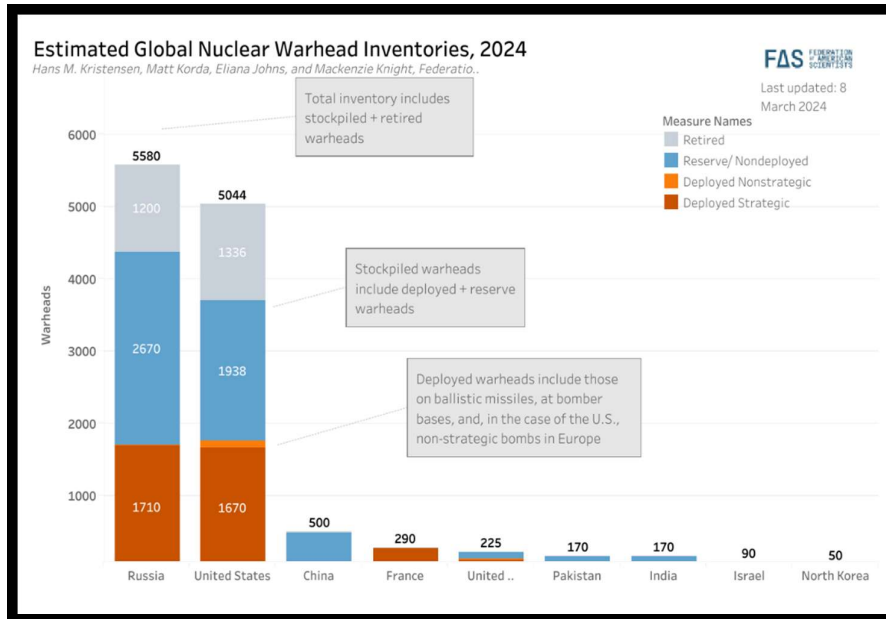 Estimated Global Nuclear Warhead Inventories, 2024
Hans M. Kristensen, Matt Korda, Eliana Johns, and Mackenzie Knight, Federatio..
FAS FEDERATION
OF AMERICAN
SCIENTISTS
Last updated: 8
March 2024
Measure Names
Retired
Reserve/ Nondeployed
Deployed Nonstrategic
Deployed Strategic
Total inventory includes
stockpiled + retired
warheads
Stockpiled warheads
include deployed + reserve
warheads
Deployed warheads include those
on ballistic missiles, at bomber
bases, and, in the case of the U.S.,
non-strategic bombs in Europe
Warheads
6000
5000
4000
3000
2000
1000
5580
1200
2670
1710
5044
1336
1938
1670
500
290
225
170
170
90
50
Russia
United States
China
France
United ..
Pakistan
India
Israel
North Korea